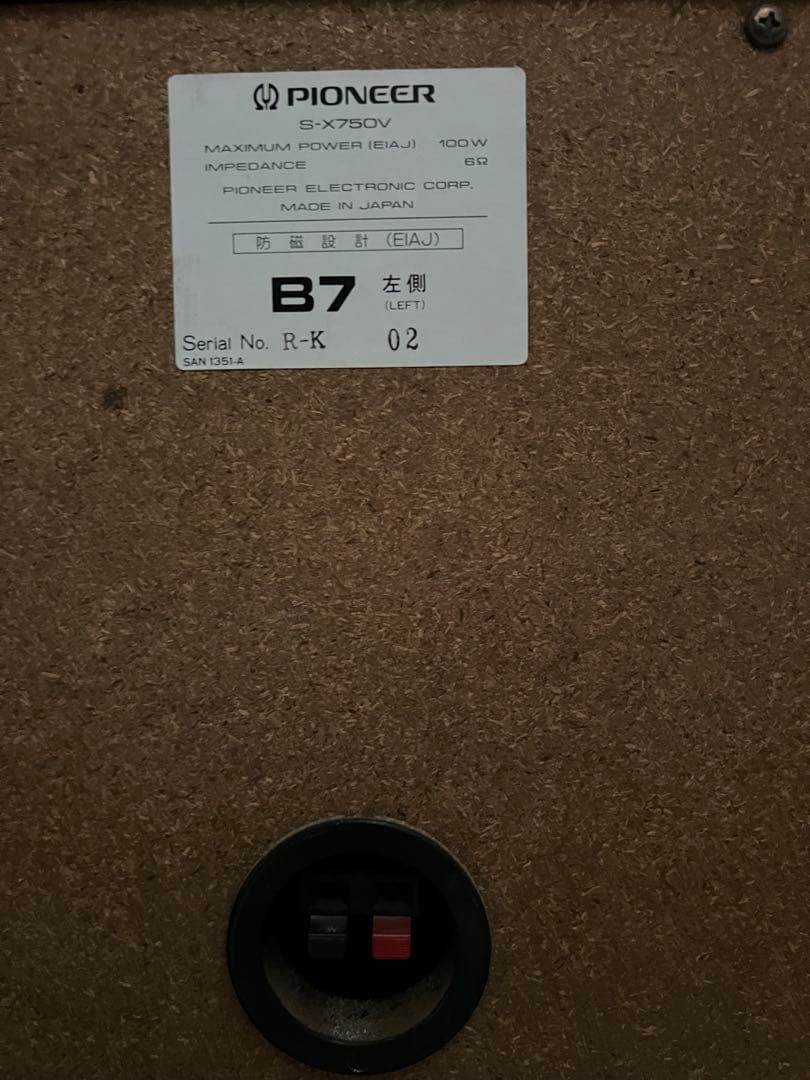 PIONEER
S-X750V
MAXIMUM POWER (EIAJ) 100W
IMPEDANCE 6Ω
PIONEER ELECTRONIC CORP.
MADE IN JAPAN
防磁設計 (EIAJ)
B7 左側
(LEFT)
Serial No. R-K 02
SAN 1351-A